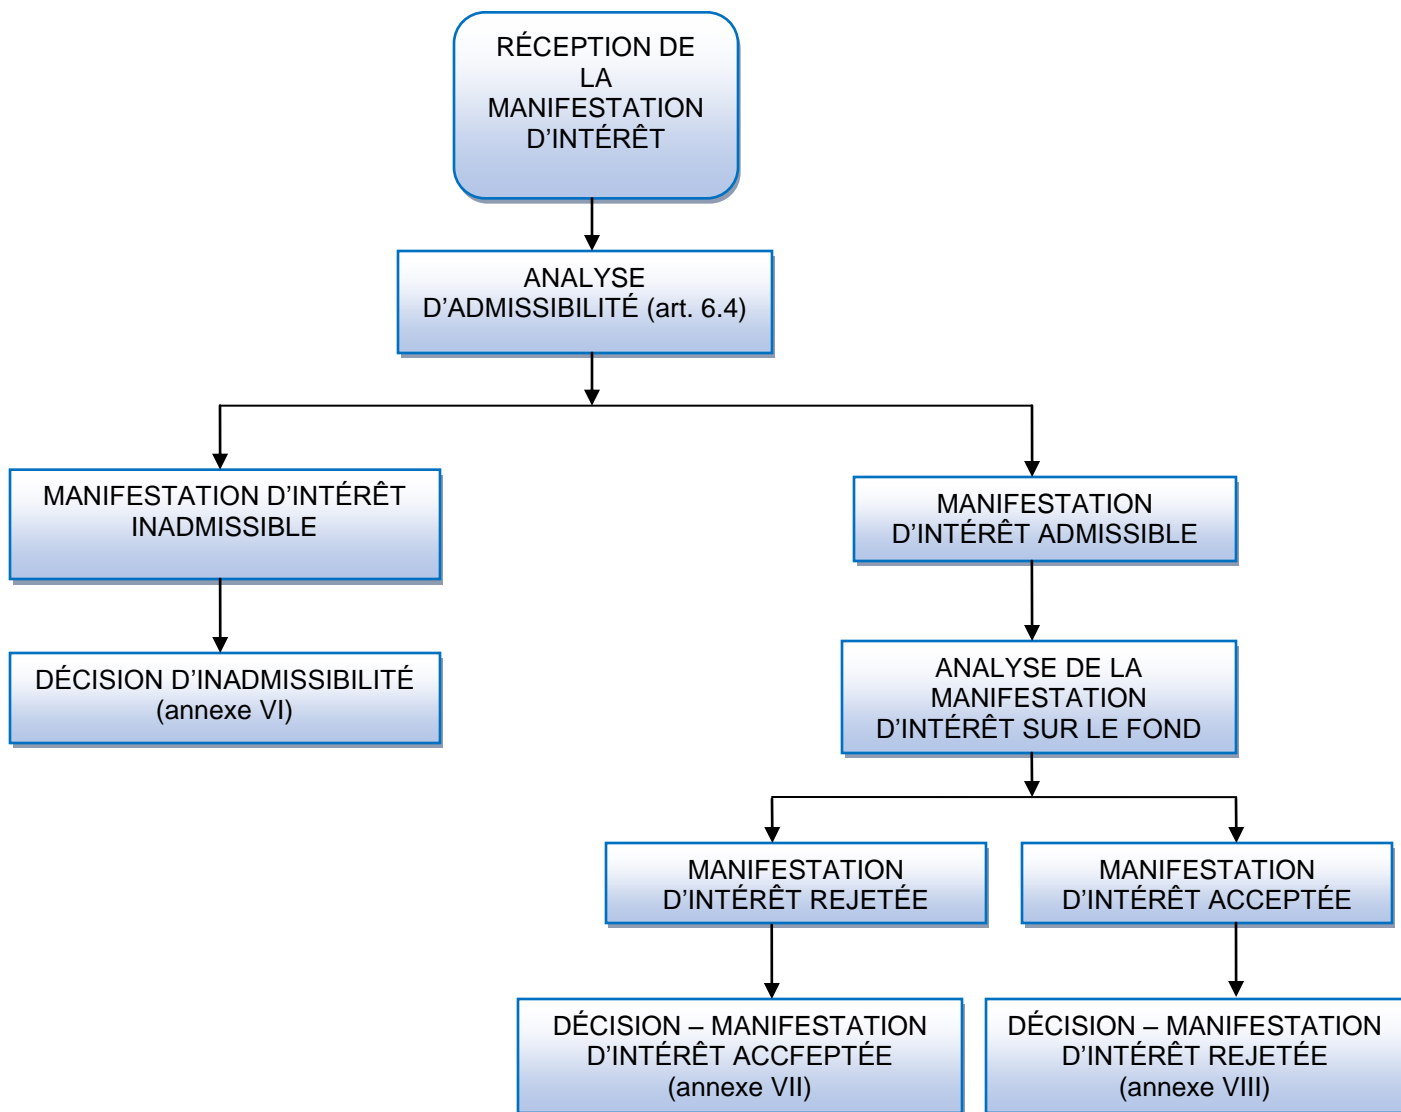 RÉCEPTION DE
LA
MANIFESTATION
D’INTÉRÊT
ANALYSE
D’ADMISSIBILITÉ (art. 6.4)
MANIFESTATION D’INTÉRÊT
INADMISSIBLE
MANIFESTATION
D’INTÉRÊT ADMISSIBLE
DÉCISION D’INADMISSIBILITÉ
(annexe VI)
ANALYSE DE LA
MANIFESTATION
D’INTÉRÊT SUR LE FOND
MANIFESTATION
D’INTÉRÊT REJETÉE
MANIFESTATION
D’INTÉRÊT ACCEPTÉE
DÉCISION – MANIFESTATION
D’INTÉRÊT ACCFEPTÉE
(annexe VII)
DÉCISION – MANIFESTATION
D’INTÉRÊT REJETÉE
(annexe VIII)